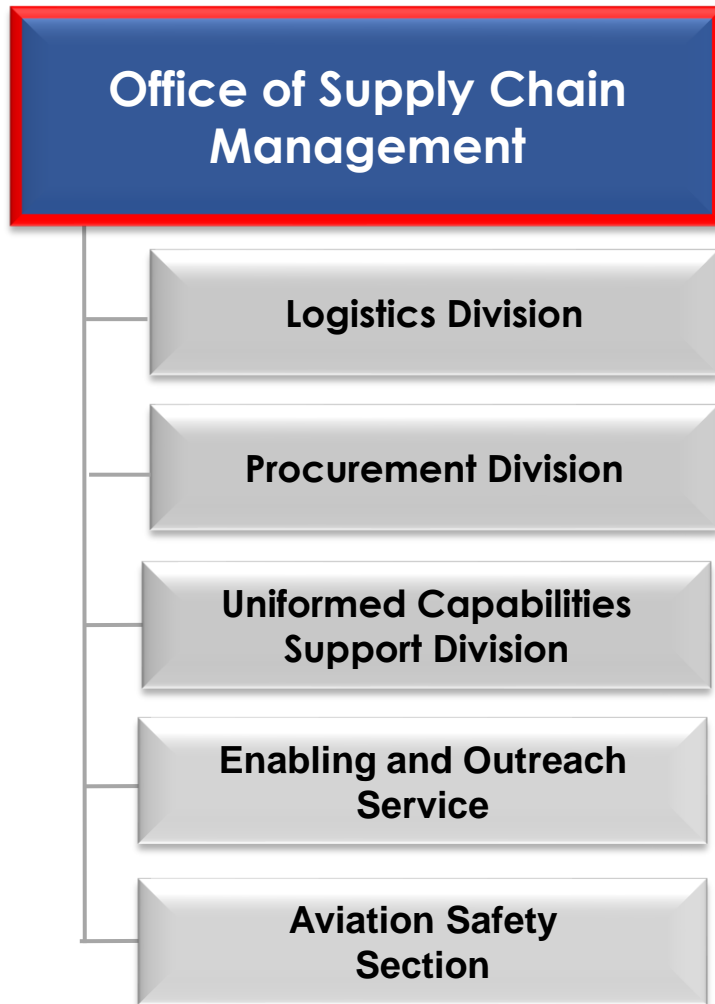 Office of Supply Chain
Management
Logistics Division
Procurement Division
Uniformed Capabilities
Support Division
Enabling and Outreach
Service
Aviation Safety
Section